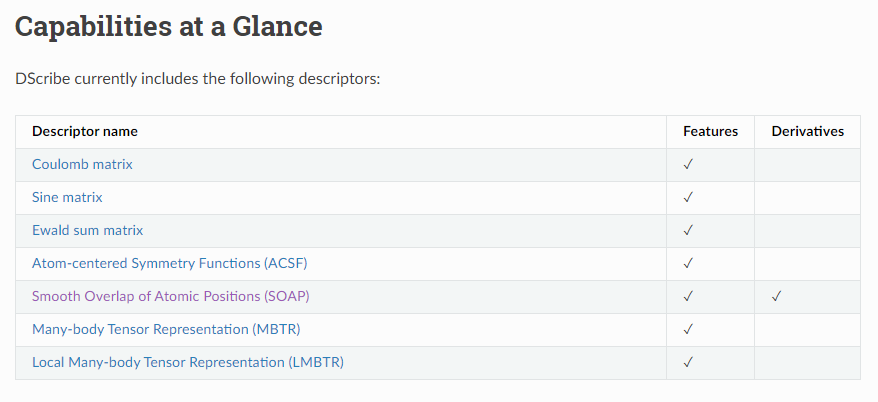 Capabilities at a Glance
DScribe currently includes the following descriptors:
Descriptor name Features Derivatives
Coulomb matrix ✓
Sine matrix ✓
Ewald sum matrix ✓
Atom-centered Symmetry Functions (ACSF) ✓
Smooth Overlap of Atomic Positions (SOAP) ✓ ✓
Many-body Tensor Representation (MBTR) ✓
Local Many-body Tensor Representation (LMBTR) ✓